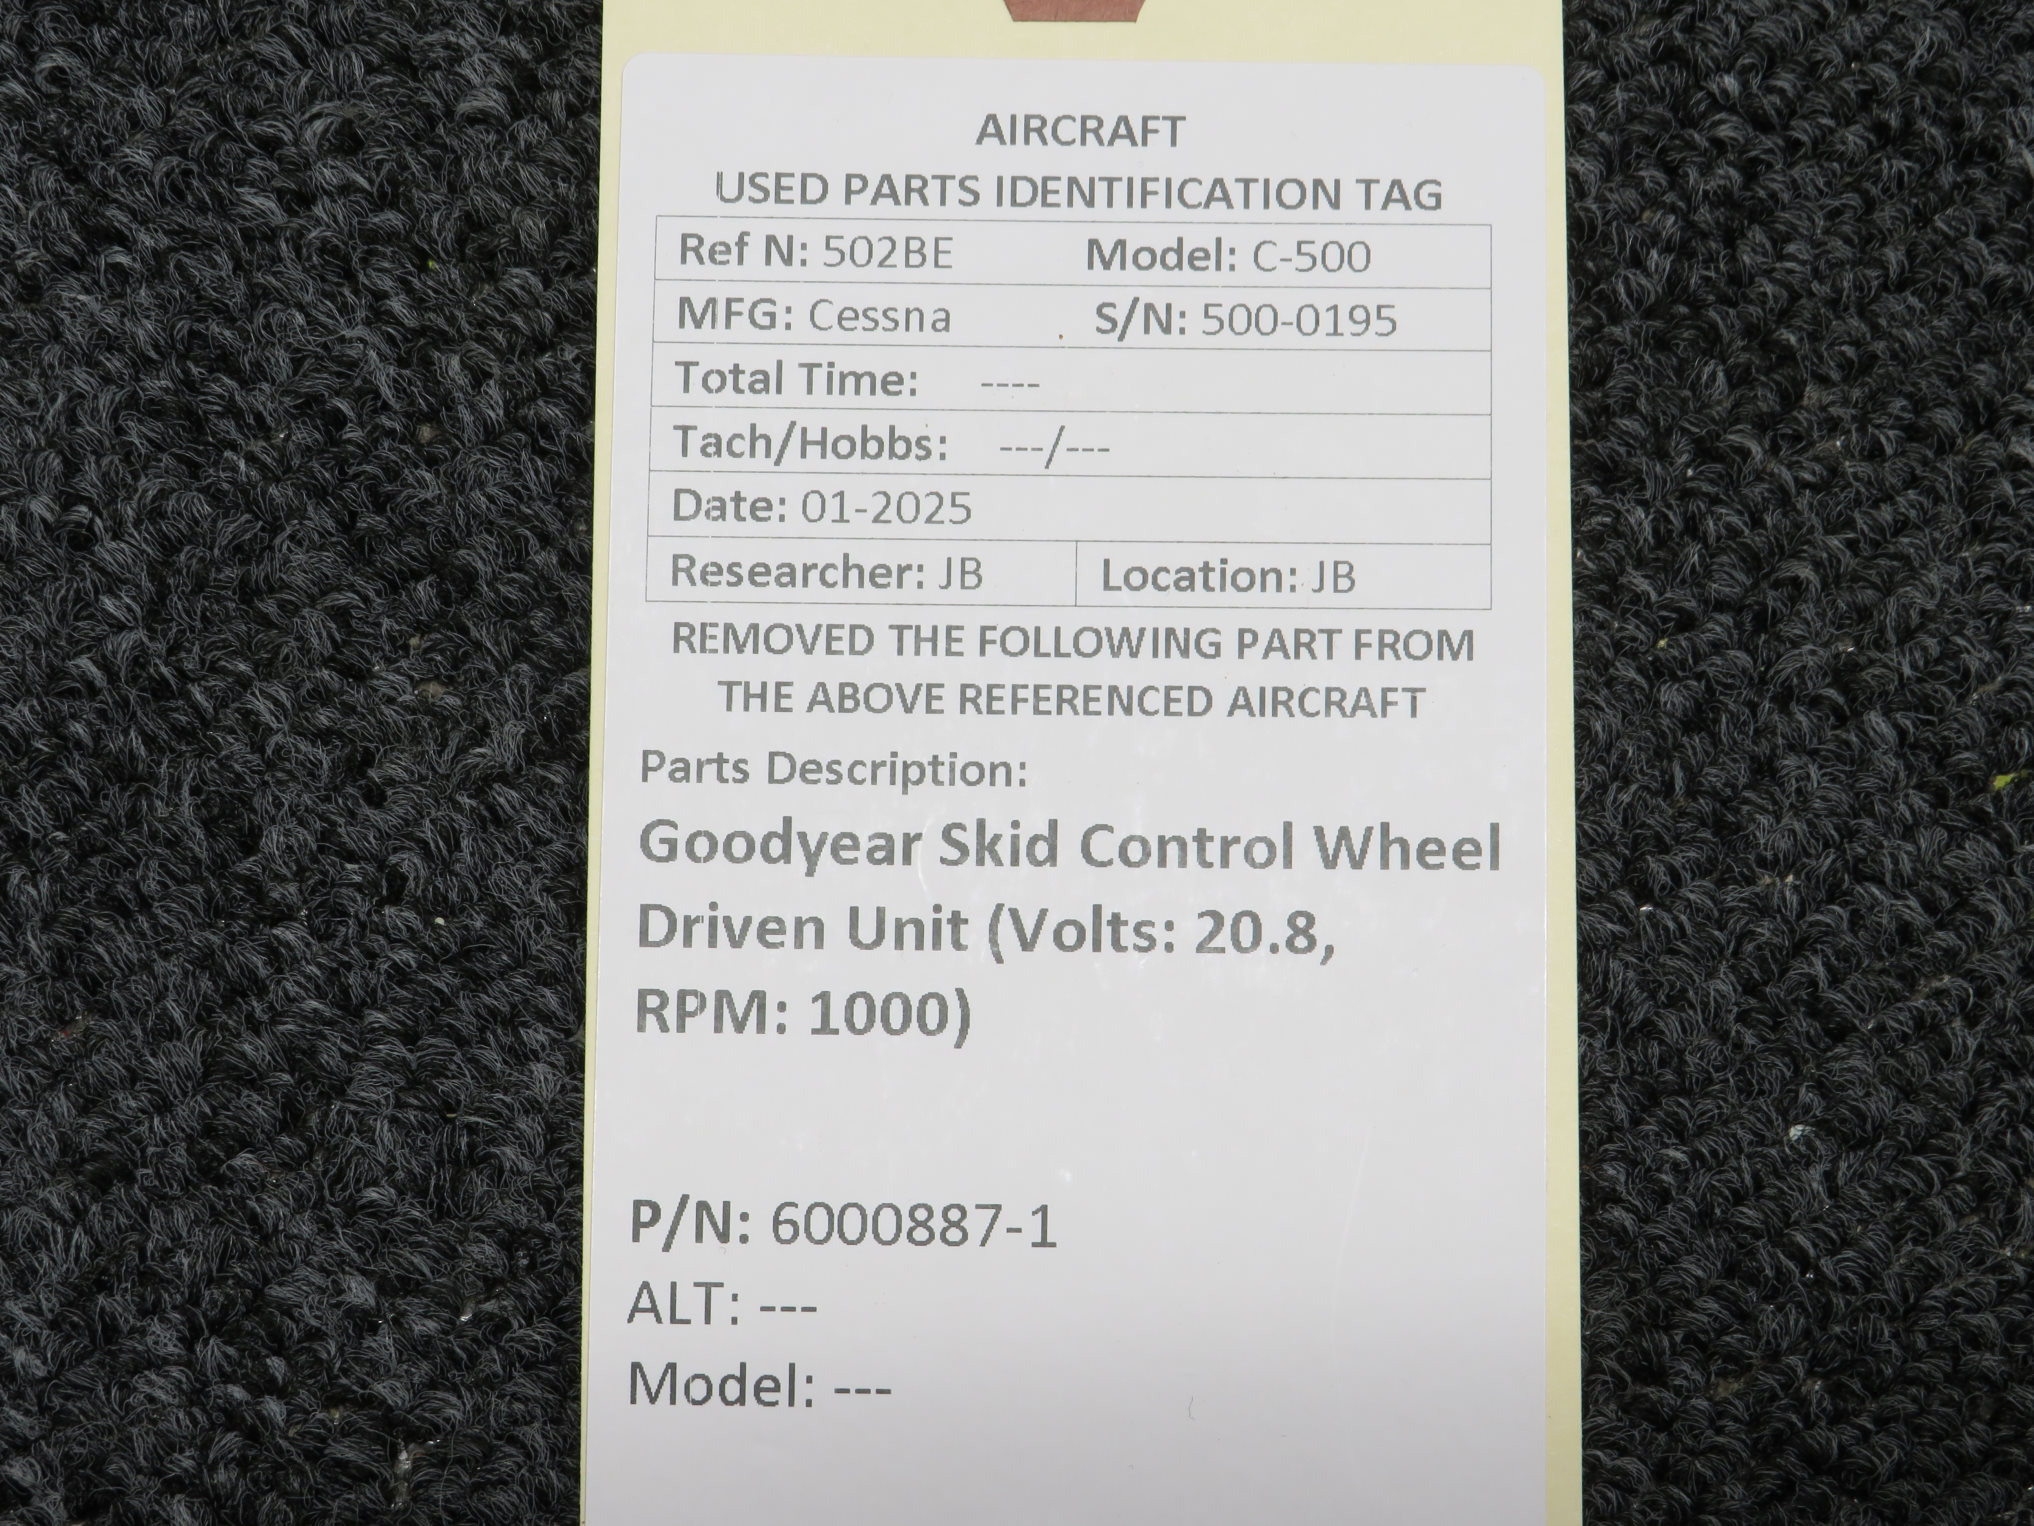 AIRCRAFT
USED PARTS IDENTIFICATION TAG
Ref N: 502BE Model: C-500
MFG: Cessna S/N: 500-0195
Total Time: ----
Tach/Hobbs: ---/---
Date: 01-2025
Researcher: JB Location: JB
REMOVED THE FOLLOWING PART FROM
THE ABOVE REFERENCED AIRCRAFT
Parts Description:
Goodyear Skid Control Wheel
Driven Unit (Volts: 20.8,
RPM: 1000)
P/N: 6000887-1
ALT: ---
Model: ---